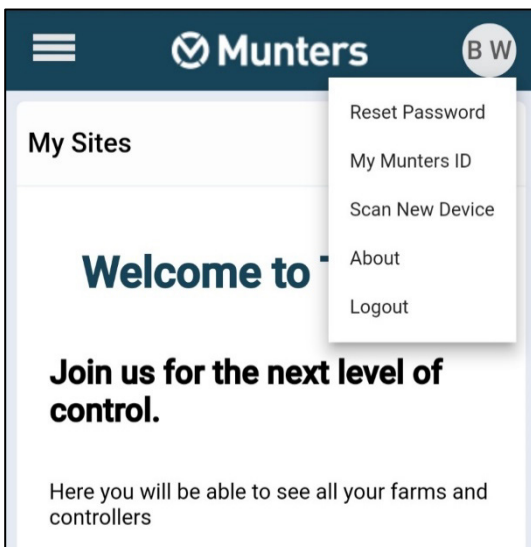 Munters
B W
My Sites
Reset Password
My Munters ID
Scan New Device
About
Logout
Welcome to
Join us for the next level of
control.
Here you will be able to see all your farms and
controllers